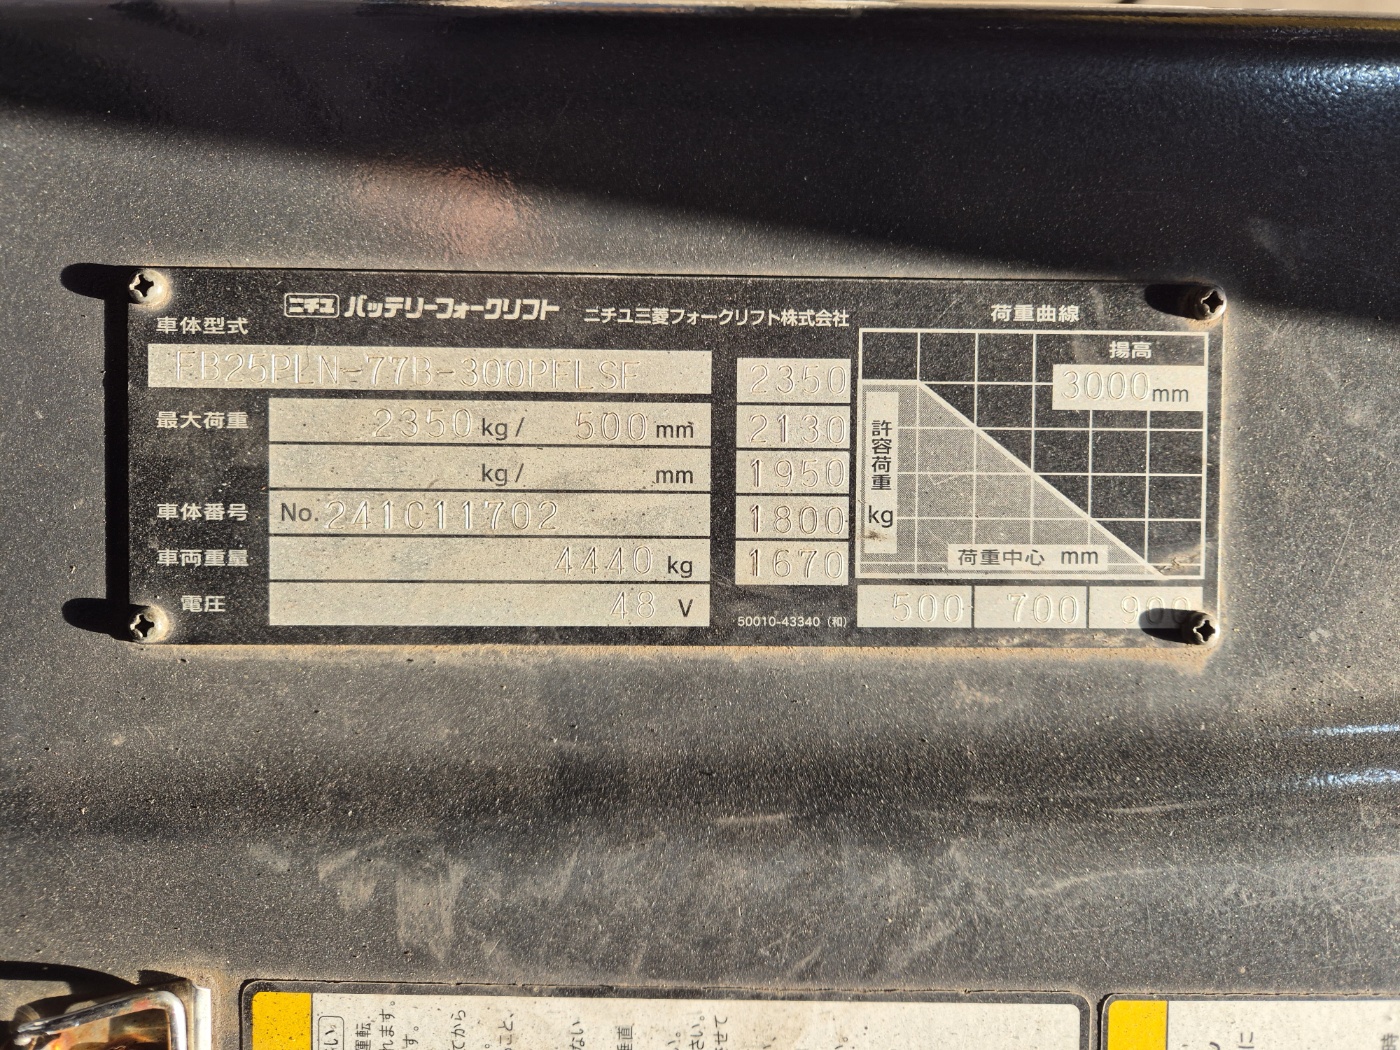 ニチユ バッテリーフォークリフト ニチユ三菱フォークリフト株式会社
車体型式
FB25PLN-77B-300PFLSF
最大荷重 2350 kg / 500 mm
kg / mm
車体番号 No. 241C11702
車両重量 4440 kg
電圧 48 V
2350
2130
1950
1800
1670
50010-43340 (和)
荷重曲線
揚高
3000mm
許容荷重 kg
荷重中心 mm
500 700 900